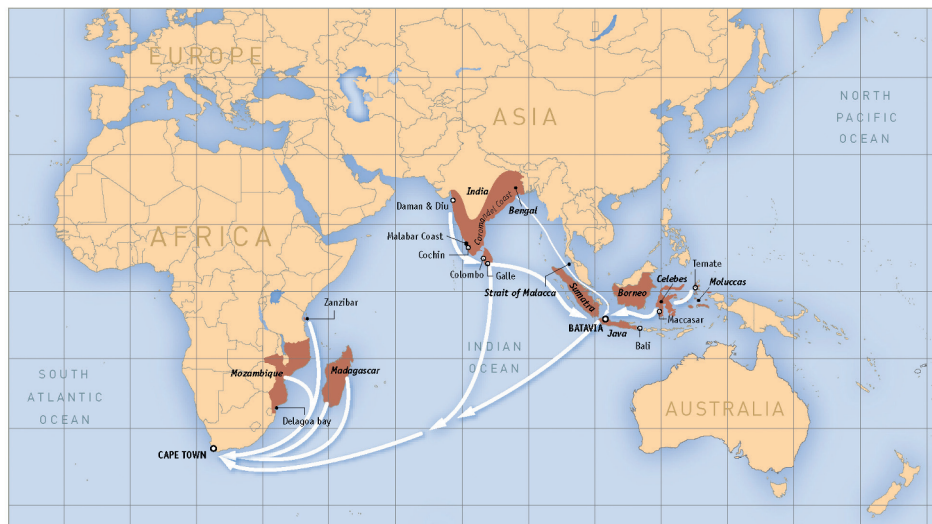 EUROPE
ASIA
NORTH
PACIFIC
OCEAN
India
Coromandel Coast
Bengal
Daman & Diu
AFRICA
Malabar Coast
Cochin
Colombo
Galle
Strait of Malacca
Sumatra
Borneo
Celebes
Temate
Moluccas
Maccasar
Zanzibar
BATAVIA
Java
Bali
INDIAN
OCEAN
Mozambique
Madagascar
SOUTH
ATLANTIC
OCEAN
Delagoa bay
AUSTRALIA
CAPE TOWN